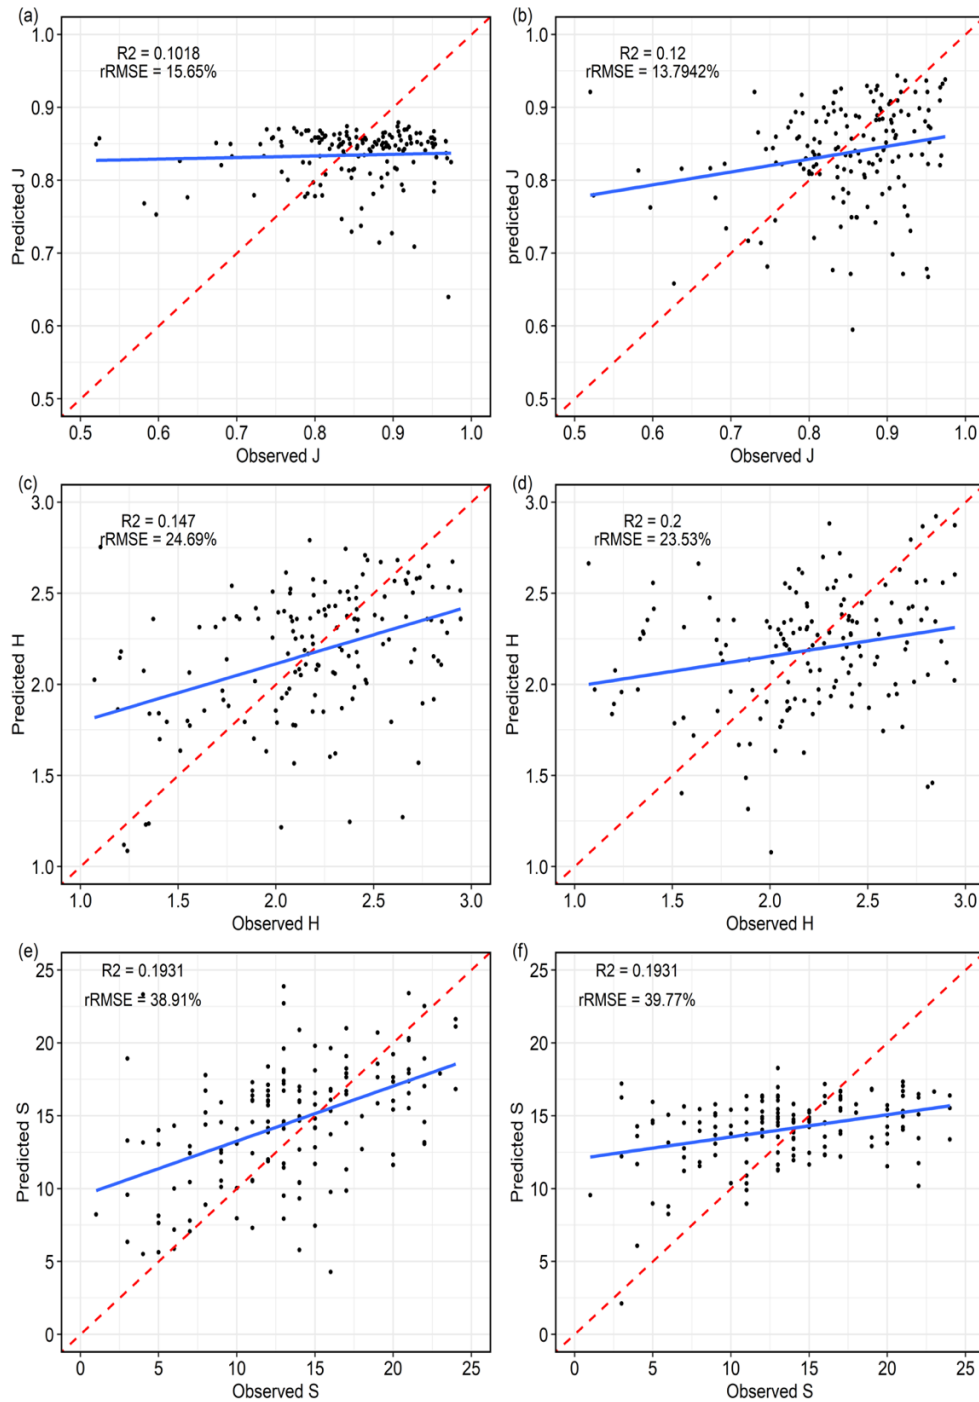 (a)
R2 = 0.1018
rRMSE = 15.65%
1.0
0.9
0.8
0.7
0.6
0.5
Predicted J
0.5 0.6 0.7 0.8 0.9 1.0
Observed J
(b)
R2 = 0.12
rRMSE = 13.7942%
1.0
0.9
0.8
0.7
0.6
0.5
predicted J
0.5 0.6 0.7 0.8 0.9 1.0
Observed J
(c)
R2 = 0.147
rRMSE = 24.69%
3.0
2.5
2.0
1.5
1.0
Predicted H
1.0 1.5 2.0 2.5 3.0
Observed H
(d)
R2 = 0.2
rRMSE = 23.53%
3.0
2.5
2.0
1.5
1.0
Predicted H
1.0 1.5 2.0 2.5 3.0
Observed H
(e)
R2 = 0.1931
rRMSE = 38.91%
25
20
15
10
5
0
Predicted S
0 5 10 15 20 25
Observed S
(f)
R2 = 0.1931
rRMSE = 39.77%
25
20
15
10
5
0
Predicted S
0 5 10 15 20 25
Observed S